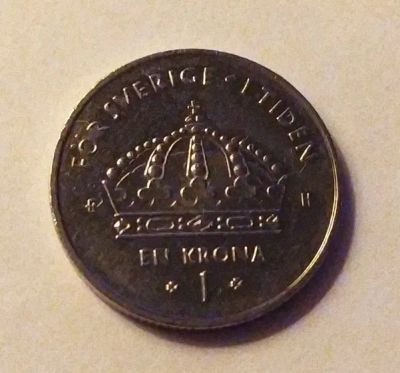 FÖR SVERIGE I TIDEN
H
EN KRONA
1